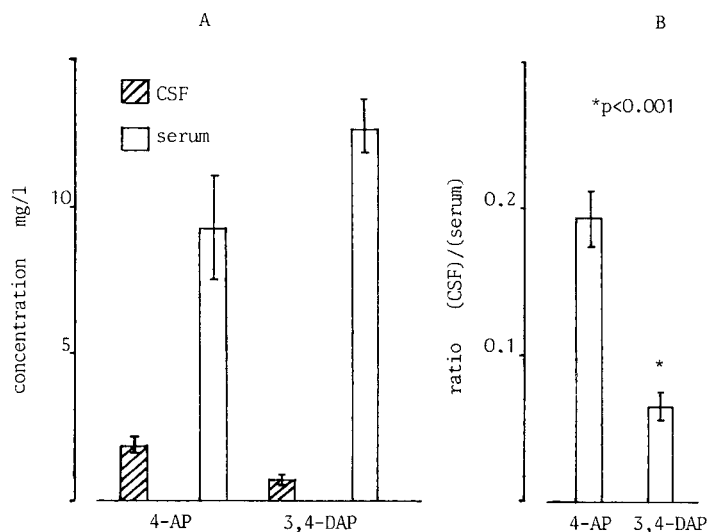 A
CSF
serum
10
5
concentration mg/l
4-AP
3,4-DAP
B
*p<0.001
0.2
0.1
ratio (CSF)/(serum)
*
4-AP
3,4-DAP